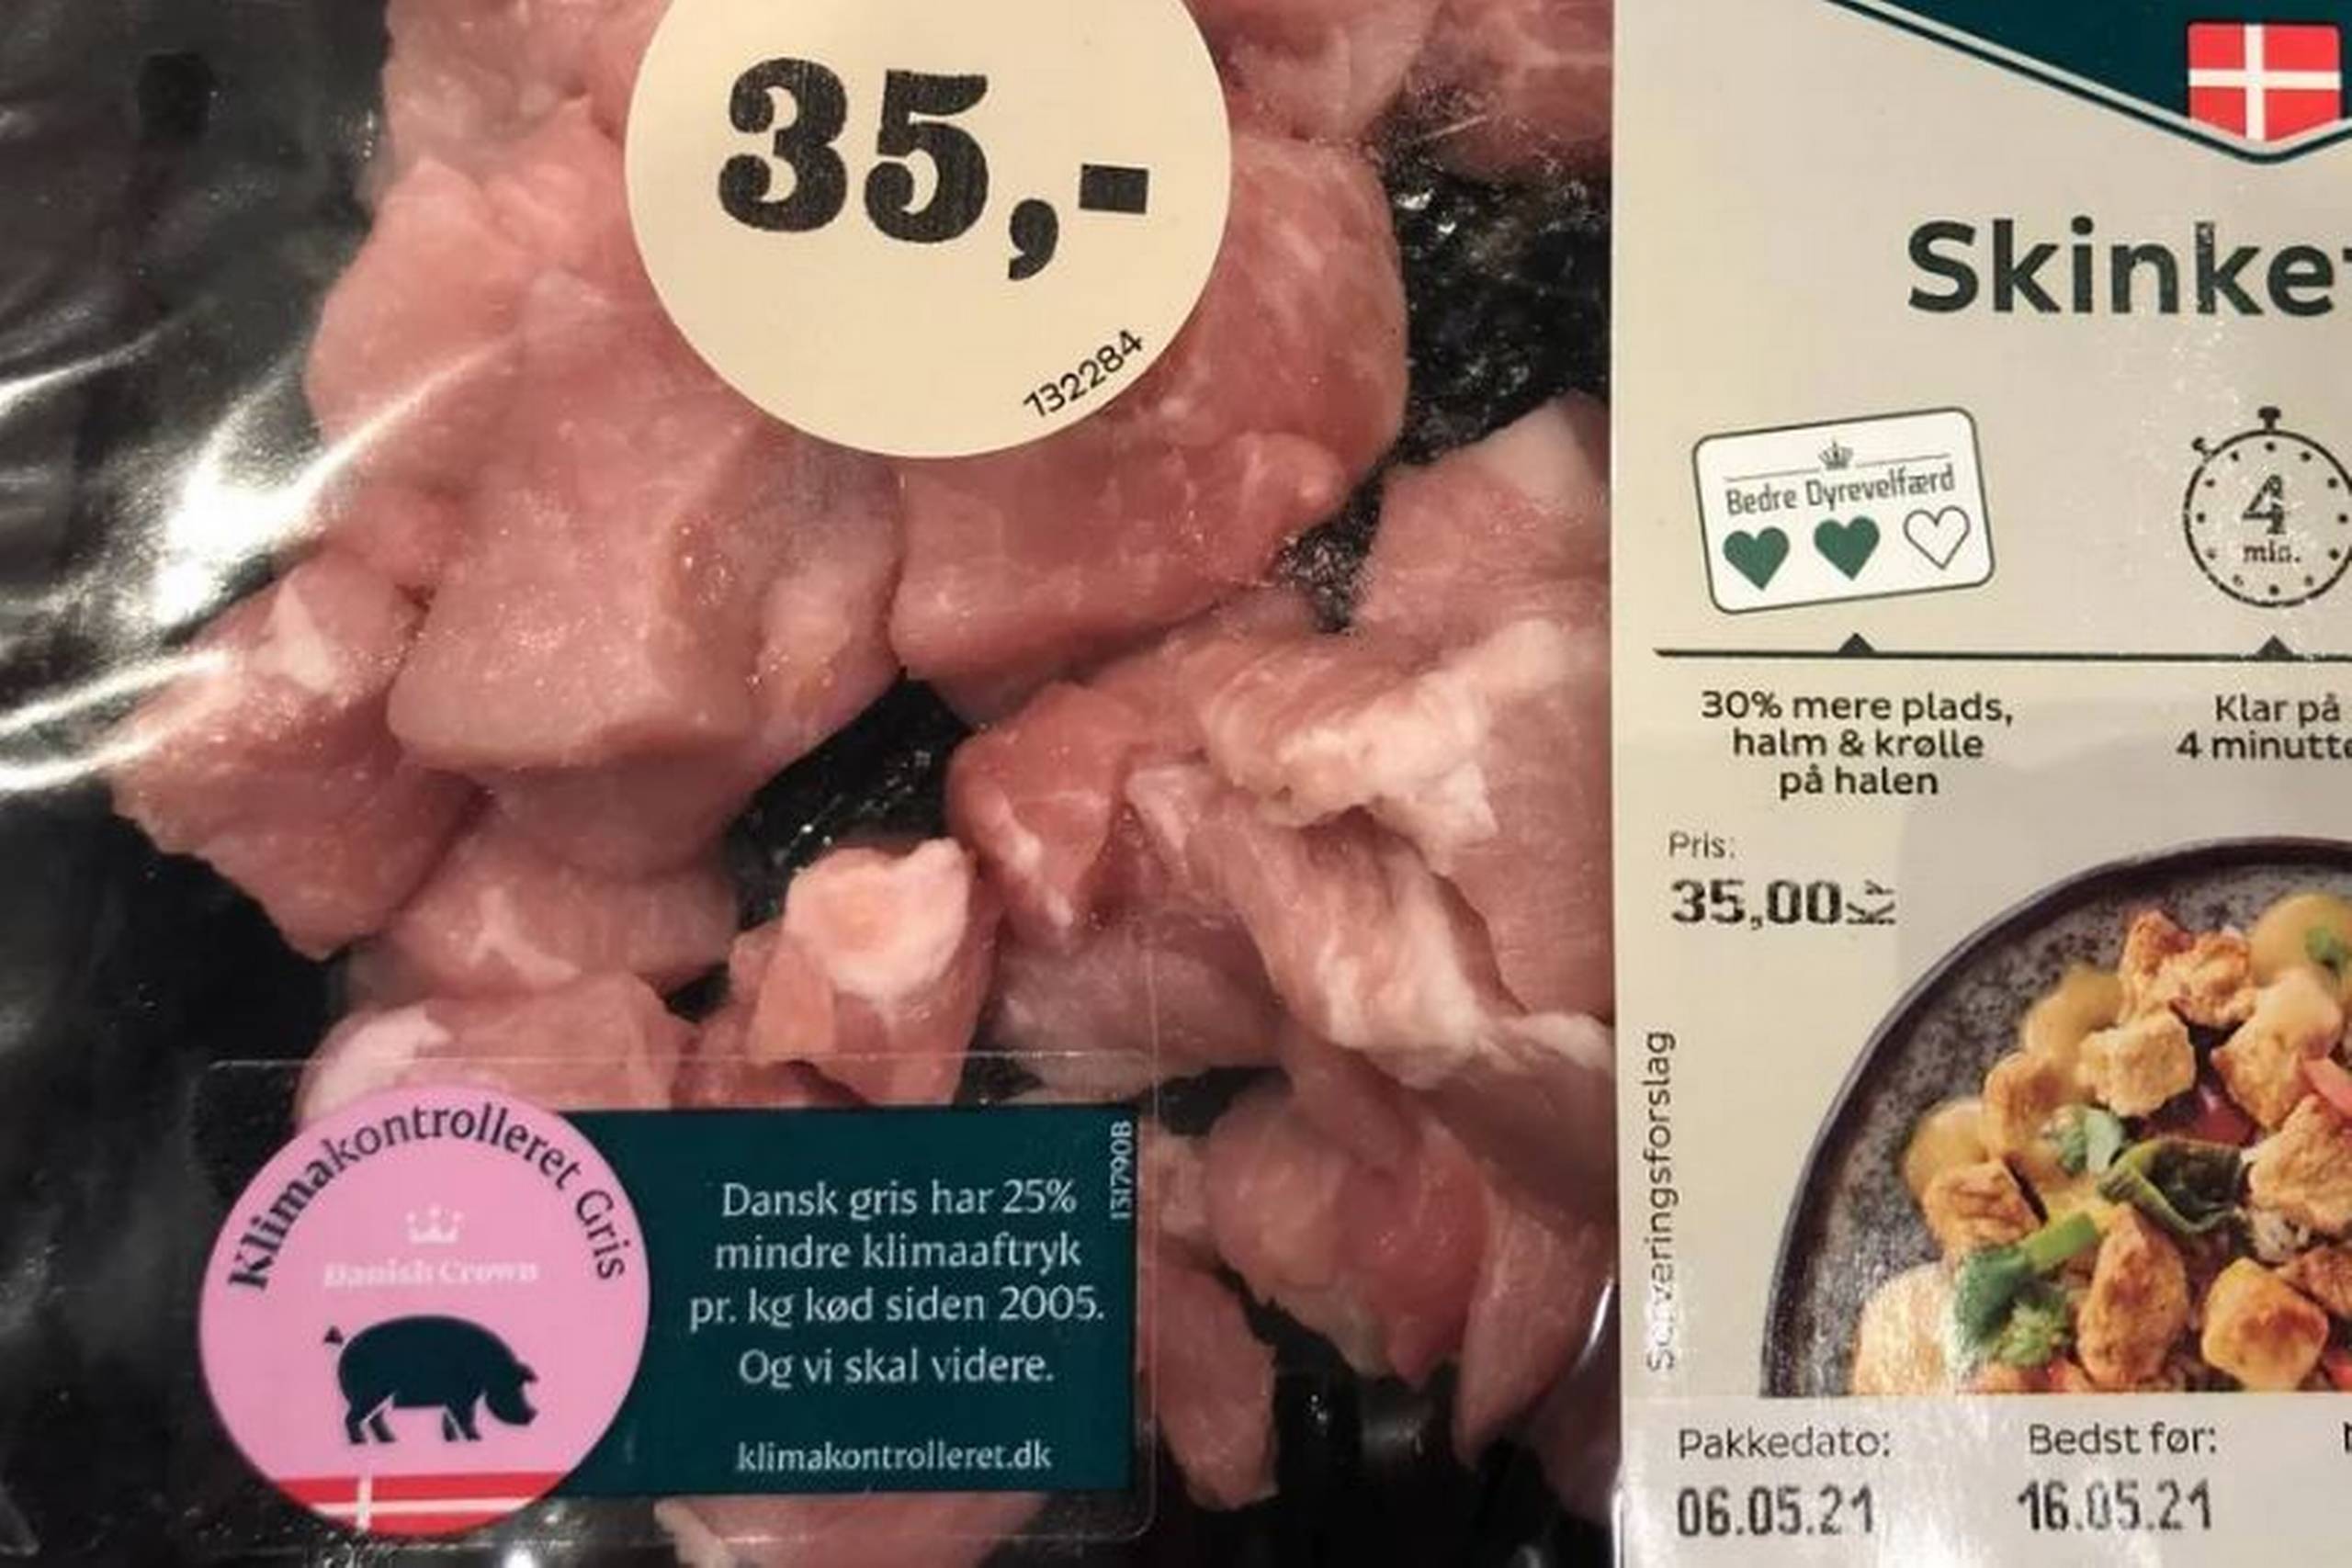 35,-
132284
Klimakontrolleret Gris
Danish Crown
Dansk gris har 25%
mindre klimaaftryk
pr. kg kød siden 2005.
Og vi skal videre.
klimakontrolleret.dk
131790B
Skinke
Bedre Dyrevelfærd
4
min.
30% mere plads,
halm & krølle
på halen
Klar på
4 minutte
Pris:
35,00
Serveringsforslag
Pakkedato:
06.05.21
Bedst før:
16.05.21